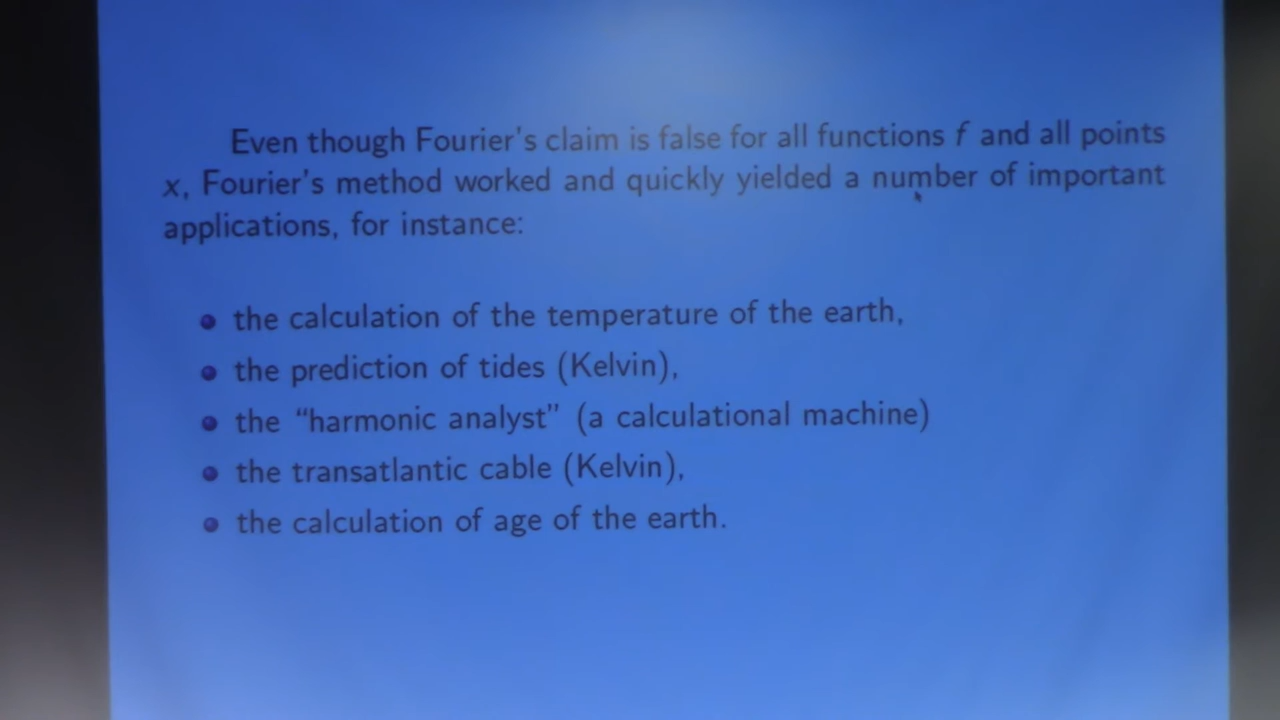 Even though Fourier's claim is false for all functions f and all points
x, Fourier's method worked and quickly yielded a number of important
applications, for instance:
the calculation of the temperature of the earth,
the prediction of tides (Kelvin),
the “harmonic analyst” (a calculational machine)
the transatlantic cable (Kelvin),
the calculation of age of the earth.